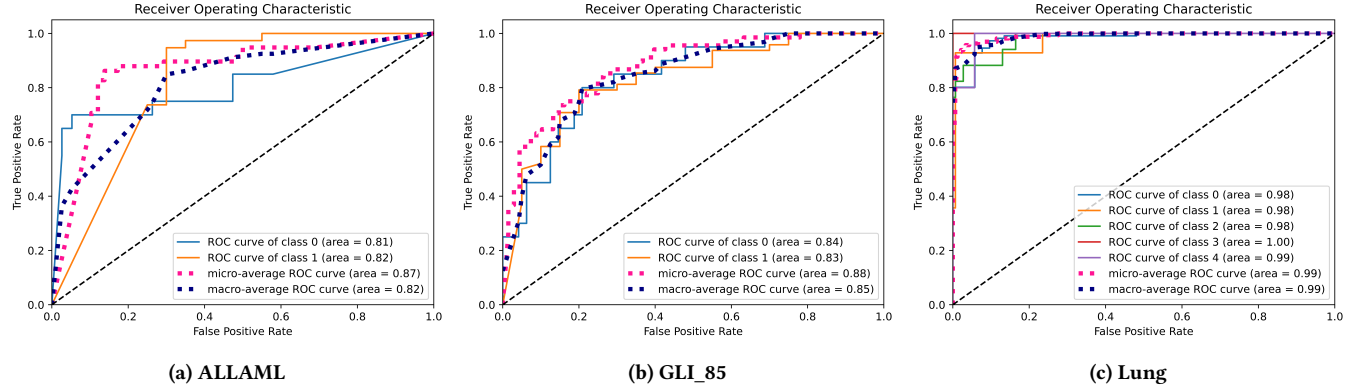 Receiver Operating Characteristic
1.0
0.8
0.6
0.4
0.2
0.0
True Positive Rate
ROC curve of class 0 (area = 0.81)
ROC curve of class 1 (area = 0.82)
micro-average ROC curve (area = 0.87)
macro-average ROC curve (area = 0.82)
0.0 0.2 0.4 0.6 0.8 1.0
False Positive Rate
(a) ALLAML
Receiver Operating Characteristic
1.0
0.8
0.6
0.4
0.2
0.0
True Positive Rate
ROC curve of class 0 (area = 0.84)
ROC curve of class 1 (area = 0.83)
micro-average ROC curve (area = 0.88)
macro-average ROC curve (area = 0.85)
0.0 0.2 0.4 0.6 0.8 1.0
False Positive Rate
(b) GLI_85
Receiver Operating Characteristic
1.0
0.8
0.6
0.4
0.2
0.0
True Positive Rate
ROC curve of class 0 (area = 0.98)
ROC curve of class 1 (area = 0.98)
ROC curve of class 2 (area = 0.98)
ROC curve of class 3 (area = 1.00)
ROC curve of class 4 (area = 0.99)
micro-average ROC curve (area = 0.99)
macro-average ROC curve (area = 0.99)
0.0 0.2 0.4 0.6 0.8 1.0
False Positive Rate
(c) Lung